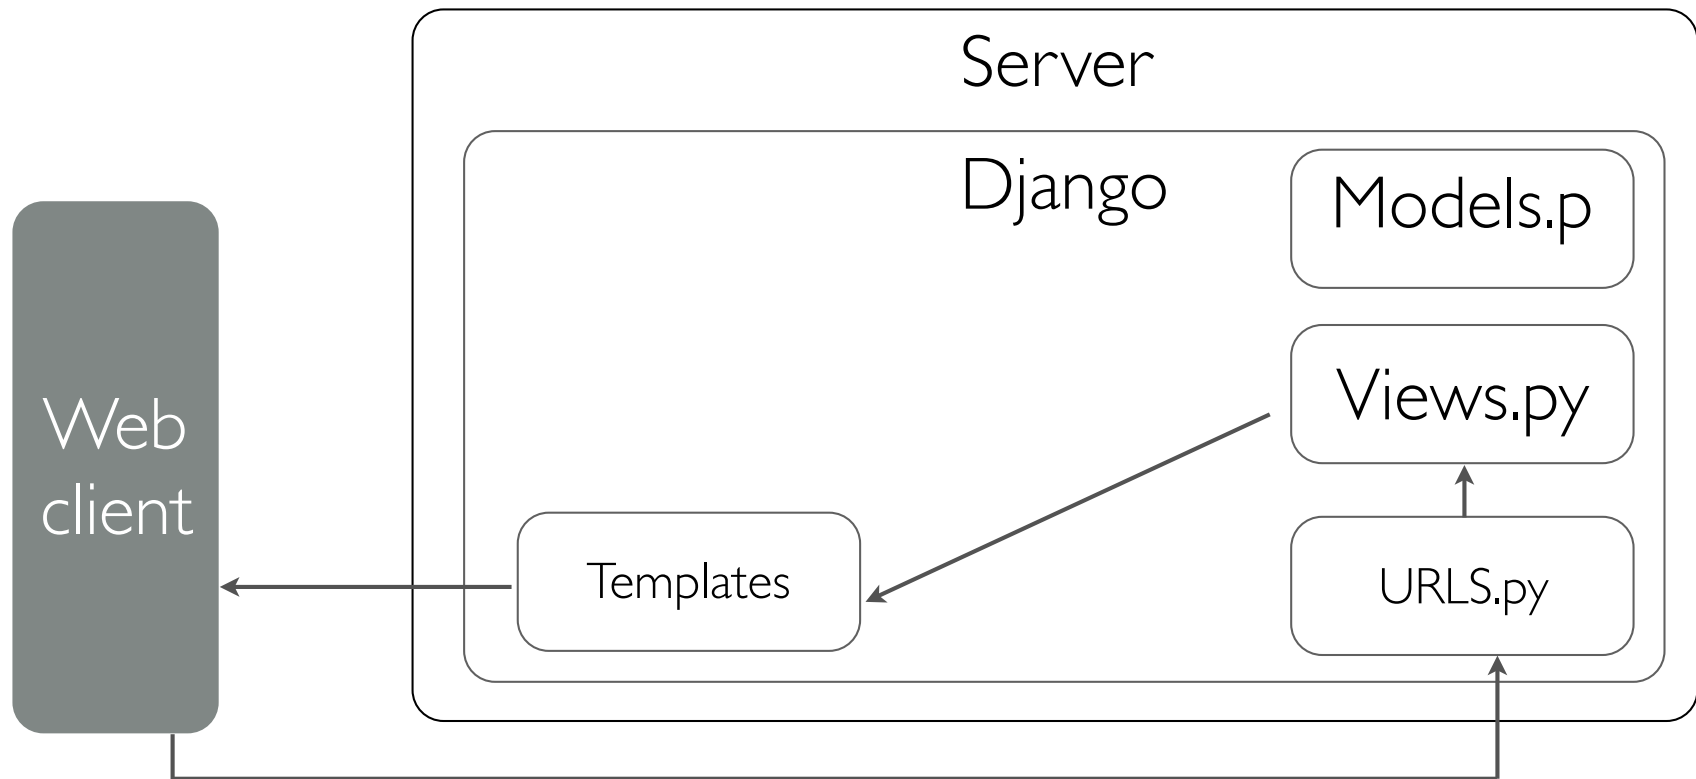 Server
Django
Models.p
Views.py
Web
client
Templates
URLS.py